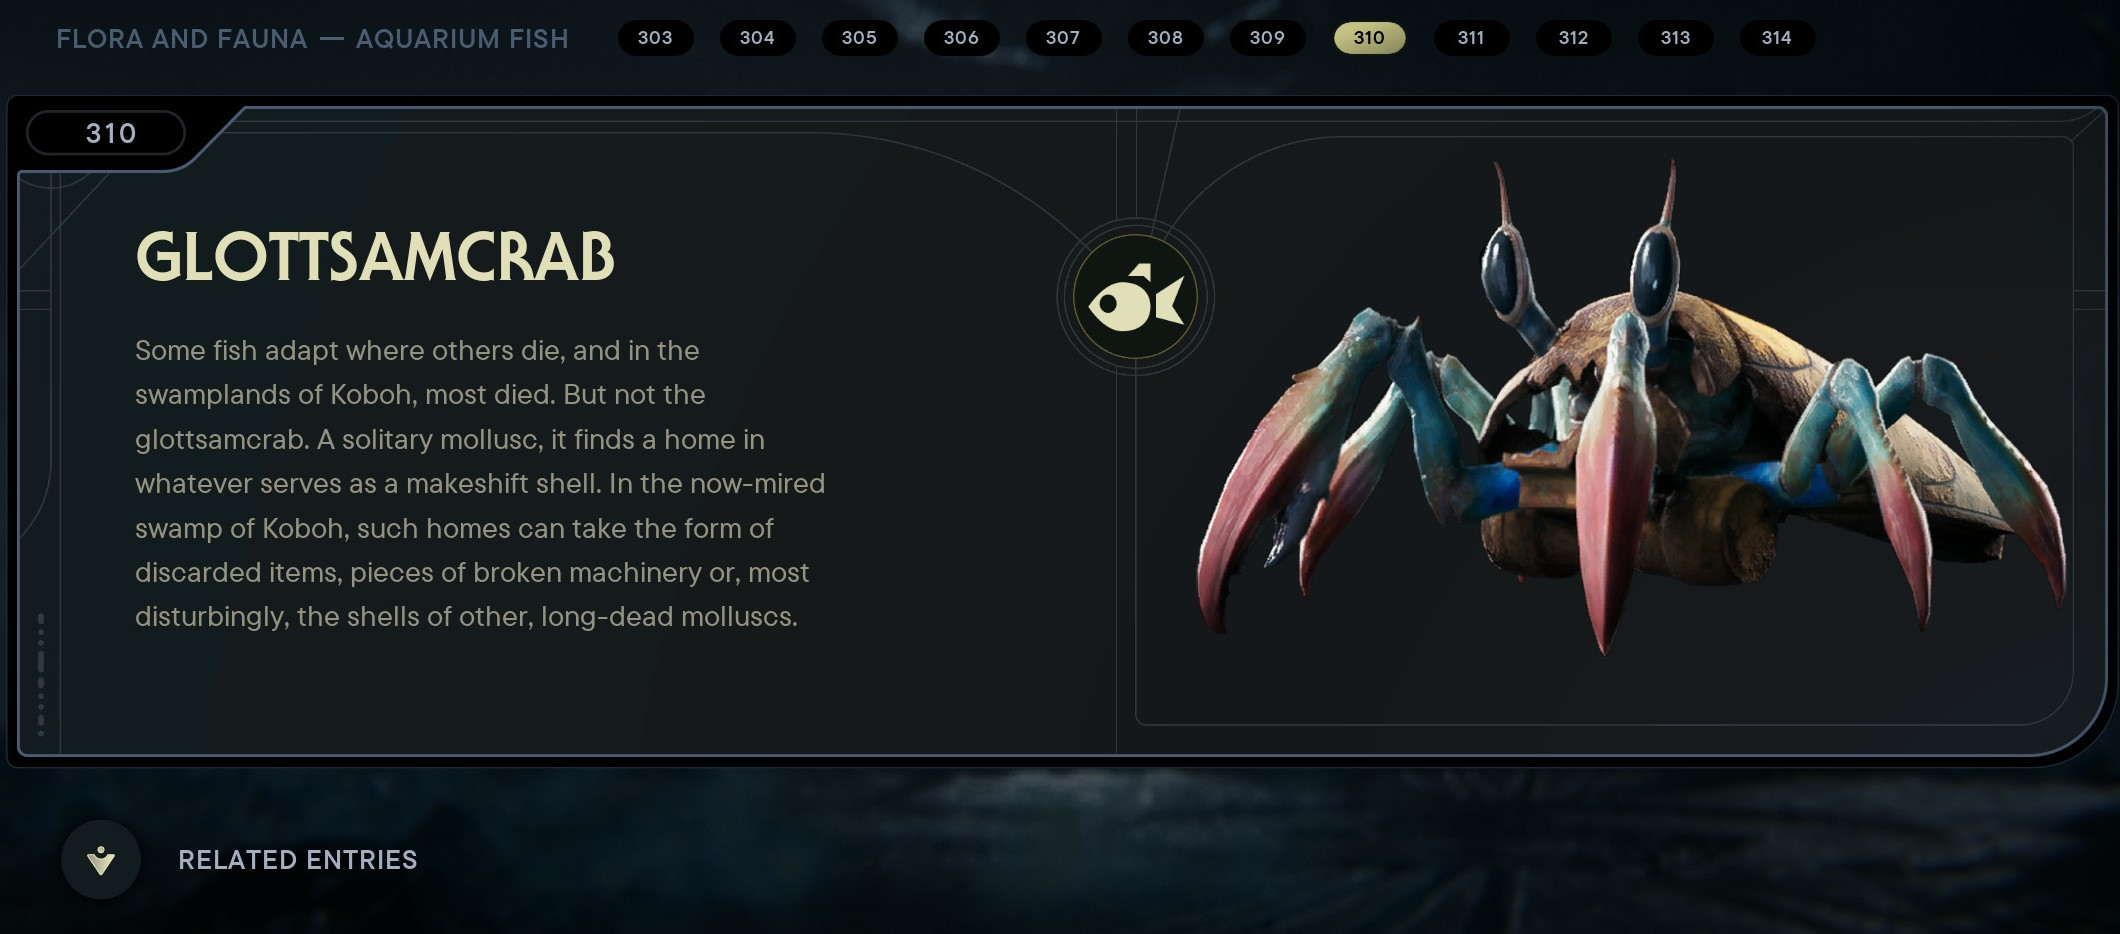 FLORA AND FAUNA — AQUARIUM FISH 303 304 305 306 307 308 309 310 311 312 313 314
310
GLOTTSAMCRAB
Some fish adapt where others die, and in the
swamplands of Koboh, most died. But not the
glottsamcrab. A solitary mollusc, it finds a home in
whatever serves as a makeshift shell. In the now-mired
swamp of Koboh, such homes can take the form of
discarded items, pieces of broken machinery or, most
disturbingly, the shells of other, long-dead molluscs.
RELATED ENTRIES